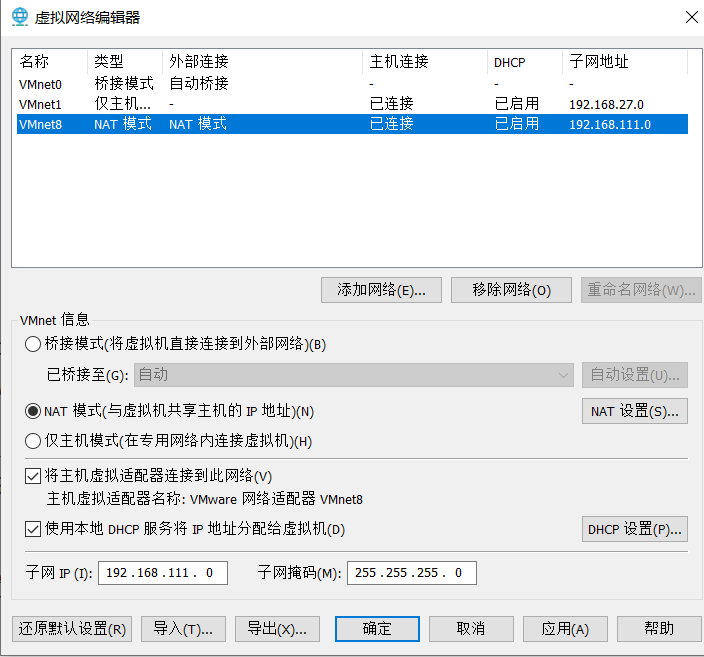 虚拟网络编辑器
名称 类型 外部连接 主机连接 DHCP 子网地址
VMnet0 桥接模式 自动桥接 - - -
VMnet1 仅主机... - 已连接 已启用 192.168.27.0
VMnet8 NAT 模式 NAT 模式 已连接 已启用 192.168.111.0
添加网络(E)... 移除网络(O) 重命名网络(W)...
VMnet 信息
桥接模式(将虚拟机直接连接到外部网络)(B)
已桥接至(G): 自动 自动设置(U)...
NAT 模式(与虚拟机共享主机的 IP 地址)(N) NAT 设置(S)...
仅主机模式(在专用网络内连接虚拟机)(H)
将主机虚拟适配器连接到此网络(V)
主机虚拟适配器名称: VMware 网络适配器 VMnet8
使用本地 DHCP 服务将 IP 地址分配给虚拟机(D) DHCP 设置(P)...
子网 IP (I): 192 .168 .111 . 0 子网掩码(M): 255 .255 .255 . 0
还原默认设置(R) 导入(T)... 导出(X)... 确定 取消 应用(A) 帮助